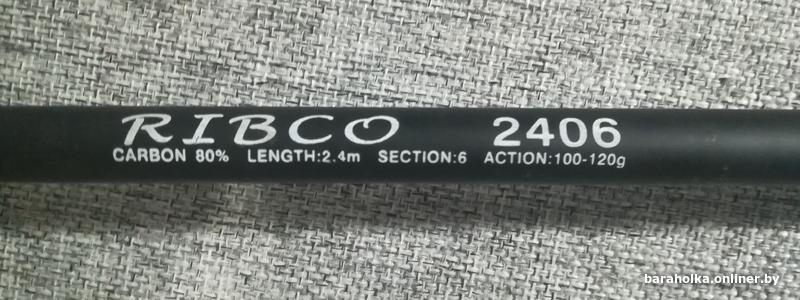 RIBCO 2406
CARBON 80% LENGTH:2.4m SECTION:6 ACTION:100-120g
baraholka.onliner.by